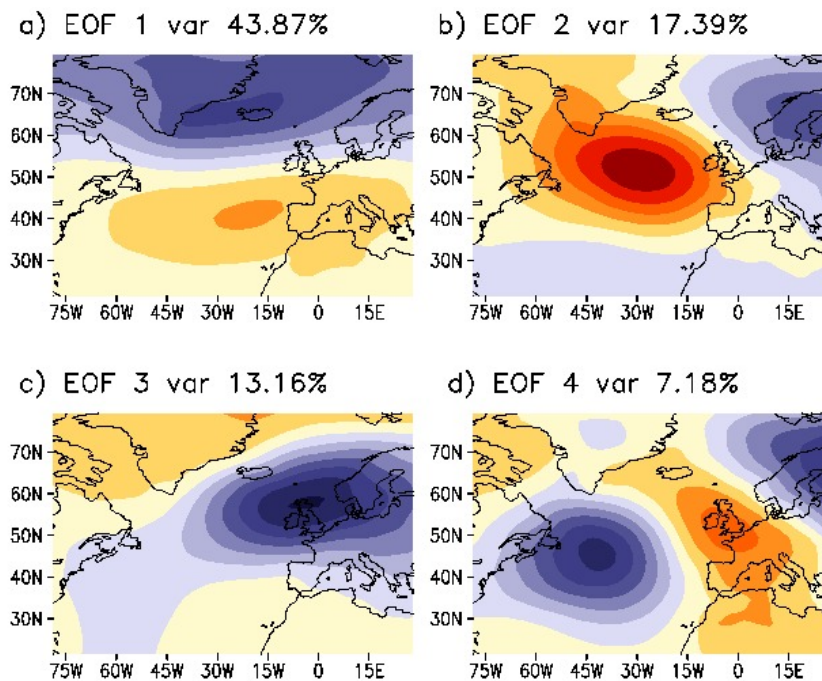 a) EOF 1 var 43.87%
b) EOF 2 var 17.39%
70N
60N
50N
40N
30N
75W 60W 45W 30W 15W 0 15E
70N
60N
50N
40N
30N
75W 60W 45W 30W 15W 0 15E
c) EOF 3 var 13.16%
d) EOF 4 var 7.18%
70N
60N
50N
40N
30N
75W 60W 45W 30W 15W 0 15E
70N
60N
50N
40N
30N
75W 60W 45W 30W 15W 0 15E